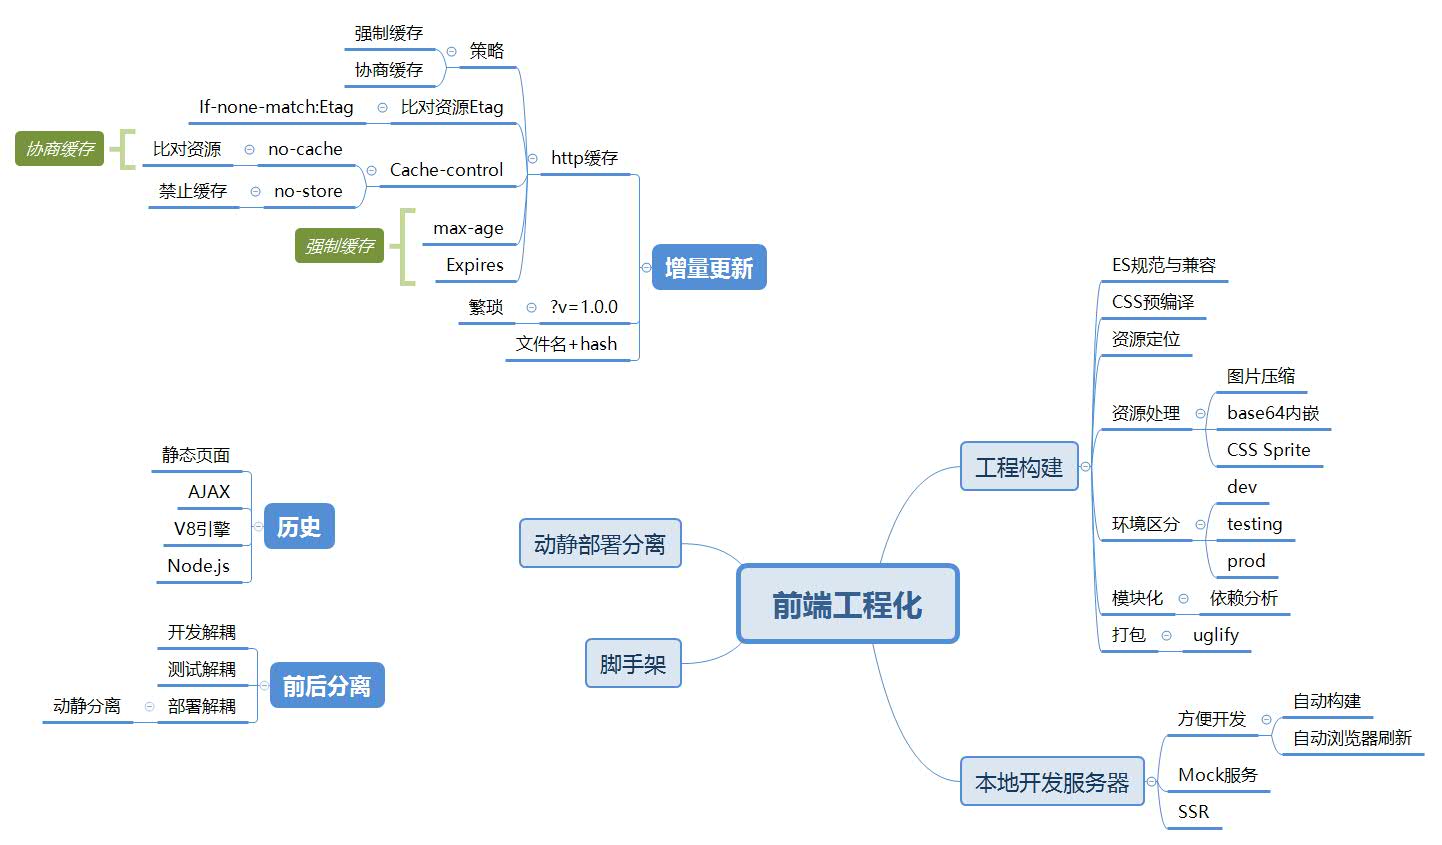 强制缓存
协商缓存
策略
If-none-match:Etag
比对资源Etag
协商缓存
比对资源
no-cache
禁止缓存
no-store
Cache-control
http缓存
强制缓存
max-age
Expires
繁琐
?v=1.0.0
文件名+hash
增量更新
静态页面
AJAX
V8引擎
Node.js
历史
开发解耦
测试解耦
动静分离
部署解耦
前后分离
动静部署分离
脚手架
前端工程化
工程构建
ES规范与兼容
CSS预编译
资源定位
资源处理
图片压缩
base64内嵌
CSS Sprite
环境区分
dev
testing
prod
模块化
依赖分析
打包
uglify
本地开发服务器
方便开发
自动构建
自动浏览器刷新
Mock服务
SSR